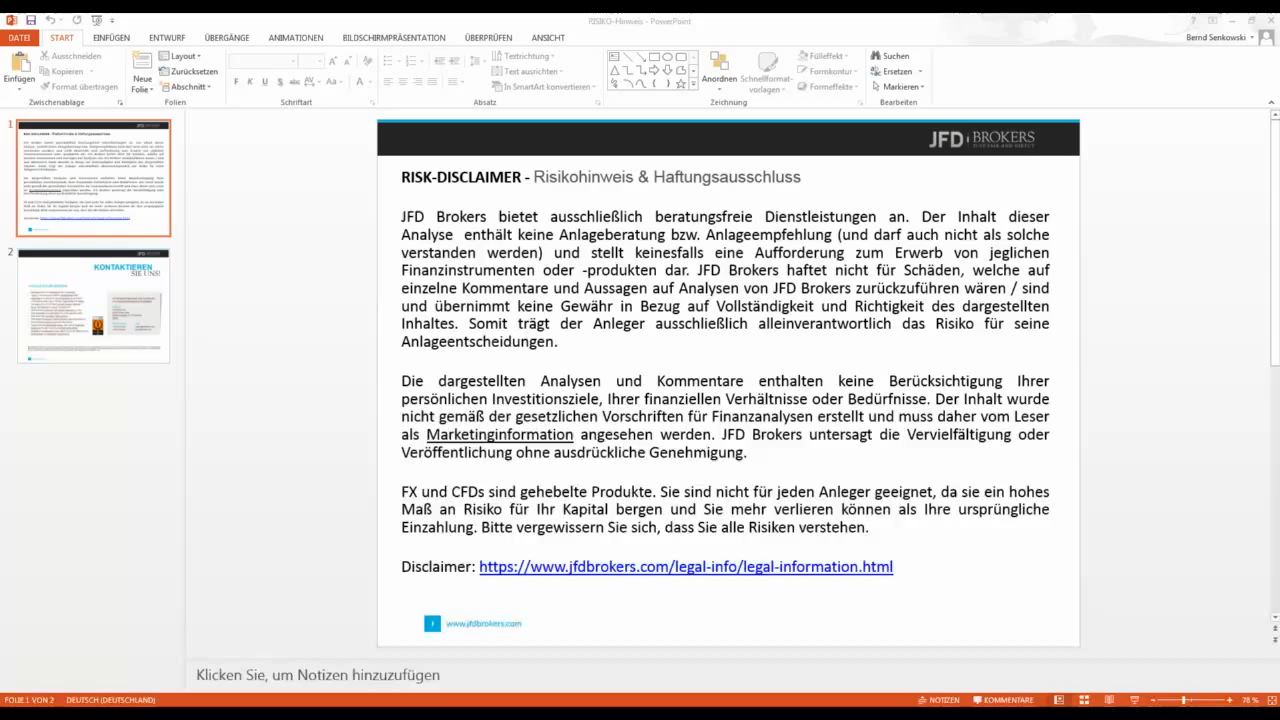 RISIKO-Hinweis - PowerPoint
DATEI START EINFÜGEN ENTWURF ÜBERGÄNGE ANIMATIONEN BILDSCHIRMPRÄSENTATION ÜBERPRÜFEN ANSICHT Bernd Senkowski
Einfügen
Ausschneiden
Kopieren
Format übertragen
Zwischenablage
Neue Folie
Layout
Zurücksetzen
Abschnitt
Folien
F K U S abc AV Aa A
Schriftart
Textrichtung
Text ausrichten
In SmartArt konvertieren
Absatz
Anordnen
Schnellformat-vorlagen
Fülleffekt
Formkontur
Formeffekte
Zeichnung
Suchen
Ersetzen
Markieren
Bearbeiten
1
2
KONTAKTIEREN
SIE UNS!
JFD BROKERS
JUST FAIR AND DIRECT
RISK-DISCLAIMER - Risikohinweis & Haftungsausschluss
JFD Brokers bietet ausschließlich beratungsfreie Dienstleistungen an. Der Inhalt dieser
Analyse enthält keine Anlageberatung bzw. Anlageempfehlung (und darf auch nicht als solche
verstanden werden) und stellt keinesfalls eine Aufforderung zum Erwerb von jeglichen
Finanzinstrumenten oder -produkten dar. JFD Brokers haftet nicht für Schäden, welche auf
einzelne Kommentare und Aussagen auf Analysen von JFD Brokers zurückzuführen wären / sind
und übernimmt keine Gewähr in Bezug auf Vollständigkeit und Richtigkeit des dargestellten
Inhaltes. Somit trägt der Anleger ausschließlich alleinverantwortlich das Risiko für seine
Anlageentscheidungen.
Die dargestellten Analysen und Kommentare enthalten keine Berücksichtigung Ihrer
persönlichen Investitionsziele, Ihrer finanziellen Verhältnisse oder Bedürfnisse. Der Inhalt wurde
nicht gemäß der gesetzlichen Vorschriften für Finanzanalysen erstellt und muss daher vom Leser
als Marketinginformation angesehen werden. JFD Brokers untersagt die Vervielfältigung oder
Veröffentlichung ohne ausdrückliche Genehmigung.
FX und CFDs sind gehebelte Produkte. Sie sind nicht für jeden Anleger geeignet, da sie ein hohes
Maß an Risiko für Ihr Kapital bergen und Sie mehr verlieren können als Ihre ursprüngliche
Einzahlung. Bitte vergewissern Sie sich, dass Sie alle Risiken verstehen.
Disclaimer: https://www.jfdbrokers.com/legal-info/legal-information.html
www.jfdbrokers.com
Klicken Sie, um Notizen hinzuzufügen
FOLIE 1 VON 2 DEUTSCH (DEUTSCHLAND) NOTIZEN KOMMENTARE 78 %